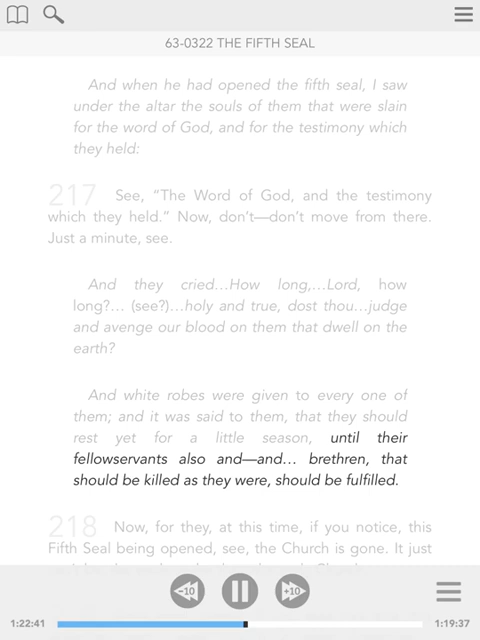 63-0322 THE FIFTH SEAL
And when he had opened the fifth seal, I saw
under the altar the souls of them that were slain
for the word of God, and for the testimony which
they held:
217 See, “The Word of God, and the testimony
which they held.” Now, don’t—don’t move from there.
Just a minute, see.
And they cried…How long,…Lord, how
long?… (see?)…holy and true, dost thou…judge
and avenge our blood on them that dwell on the
earth?
And white robes were given to every one of
them; and it was said to them, that they should
rest yet for a little season, until their
fellowservants also and—and… brethren, that
should be killed as they were, should be fulfilled.
218 Now, for they, at this time, if you notice, this
Fifth Seal being opened, see, the Church is gone. It just
-10
+10
1:22:41
1:19:37